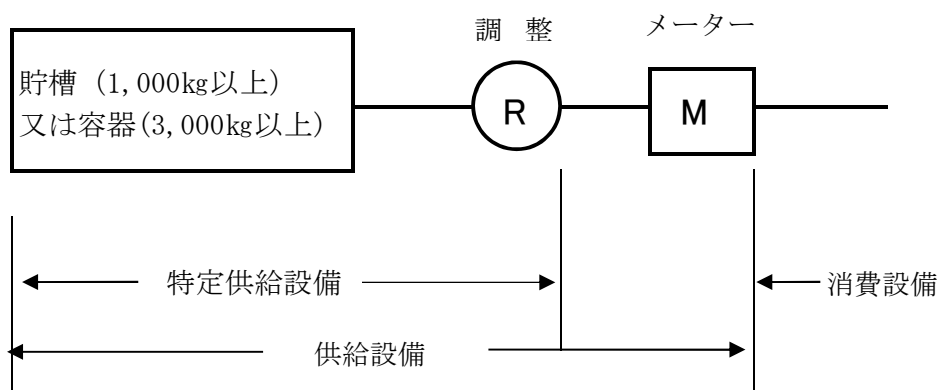 調 整
メーター
貯槽 (1,000kg以上)
又は容器(3,000kg以上)
R
M
特定供給設備
消費設備
供給設備